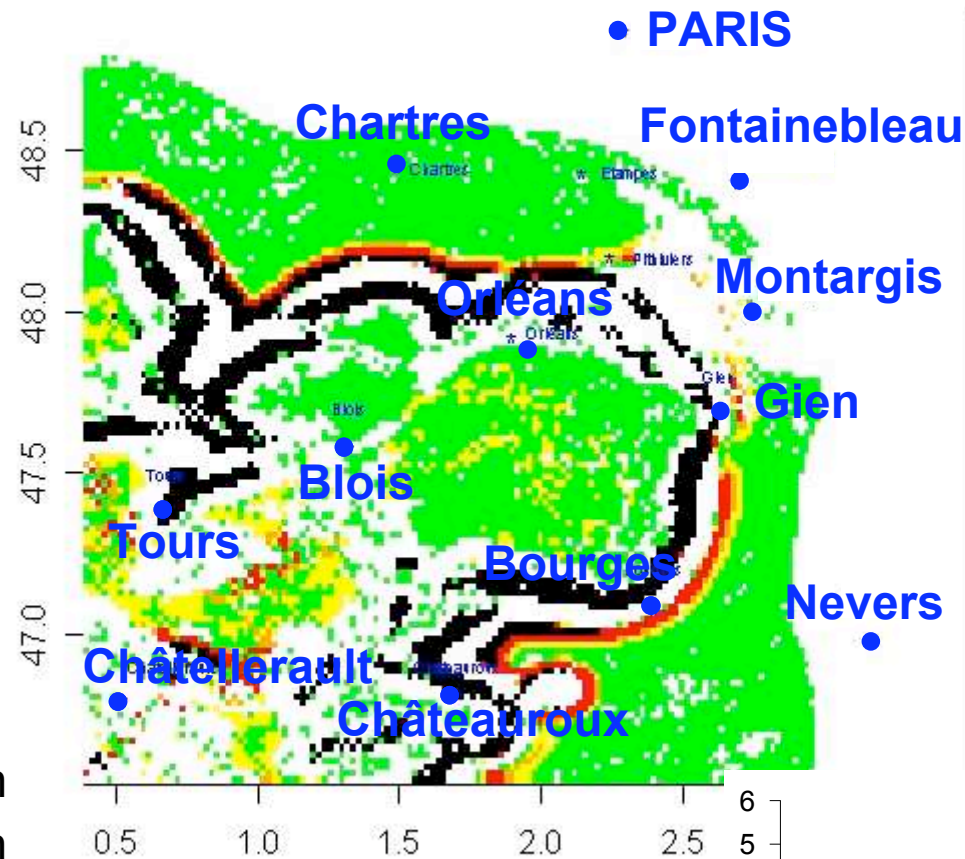 PARIS
Chartres
Fontainebleau
Chartres
Etampes
48.5
Montargis
48.0
Orléans
Orléans
Gien
Gien
Blois
Blois
47.5
Tours
Tours
Bourges
Nevers
47.0
Châtellerault
Châteauroux
6
5
0.5 1.0 1.5 2.0 2.5